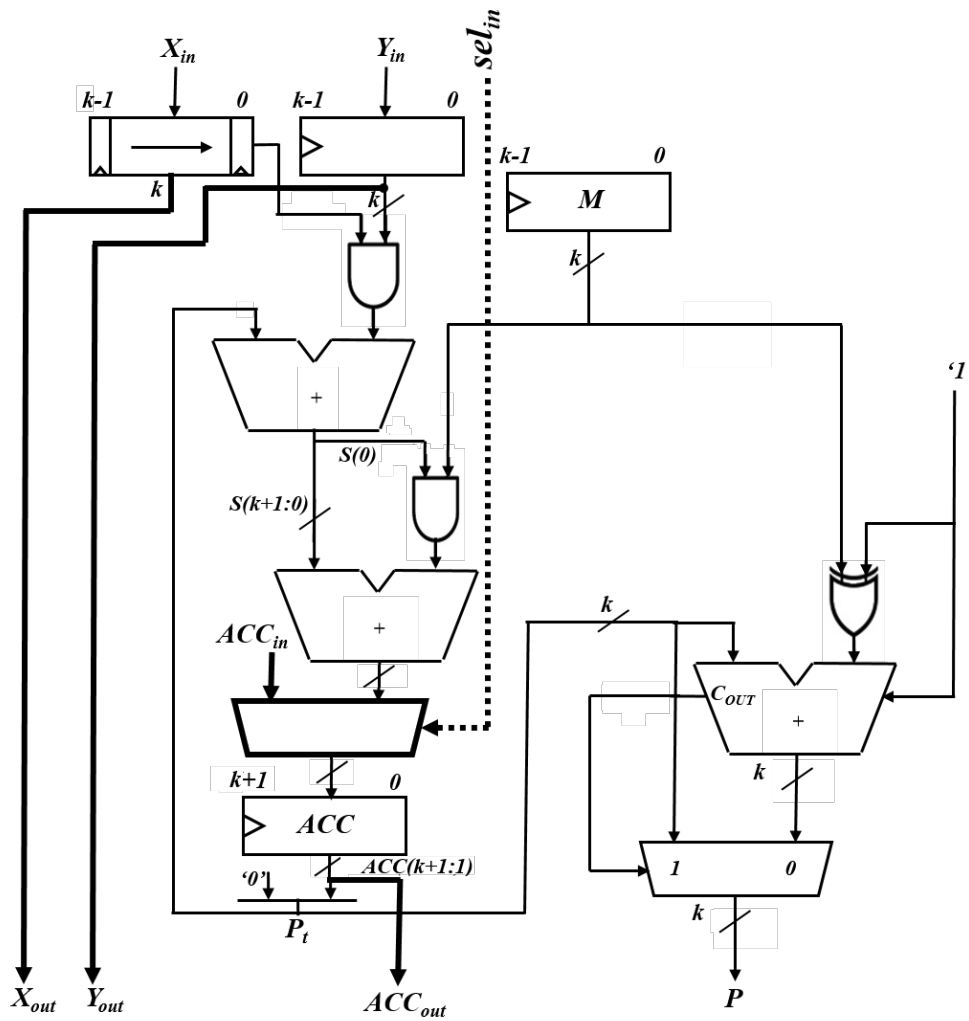 X_in
Y_in
sel_in
k-1
0
k-1
0
k-1
0
M
k
k
k
‘1
+
S(0)
S(k+1:0)
+
k
ACC_in
C_OUT
+
k+1
0
k
ACC
ACC(k+1:1)
1
0
‘0’
k
P_t
X_out
Y_out
ACC_out
P